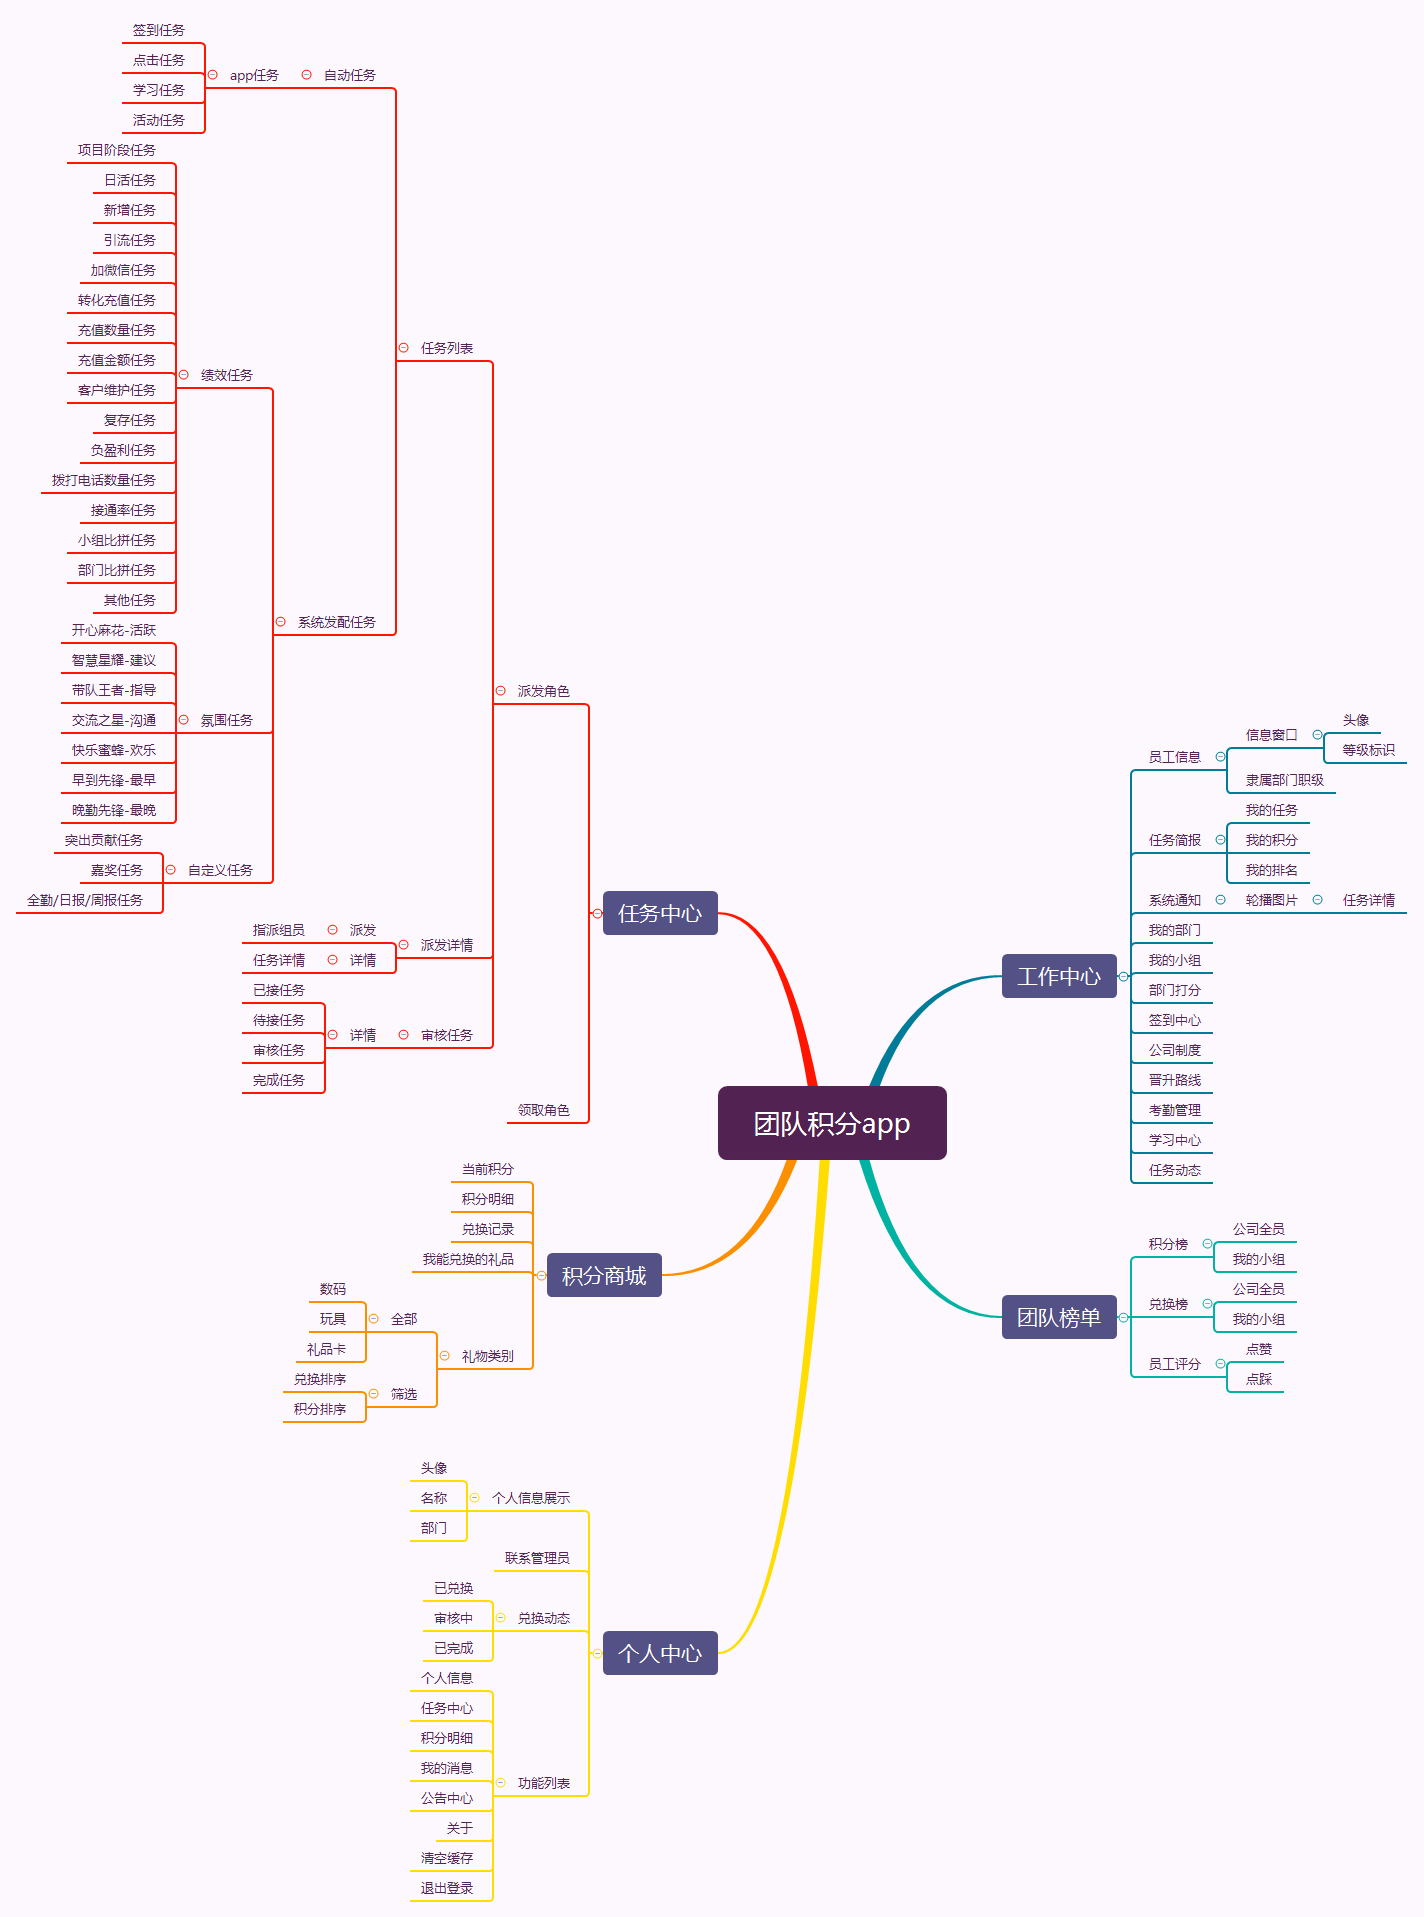 团队积分app
任务中心
派发角色
任务列表
自动任务
app任务
签到任务
点击任务
学习任务
活动任务
系统发配任务
绩效任务
项目阶段任务
日活任务
新增任务
引流任务
加微信任务
转化充值任务
充值数量任务
充值金额任务
客户维护任务
复存任务
负盈利任务
拨打电话数量任务
接通率任务
小组比拼任务
部门比拼任务
其他任务
氛围任务
开心麻花-活跃
智慧星耀-建议
带队王者-指导
交流之星-沟通
快乐蜜蜂-欢乐
早到先锋-最早
晚勤先锋-最晚
自定义任务
突出贡献任务
嘉奖任务
全勤/日报/周报任务
派发详情
派发
指派组员
详情
任务详情
审核任务
详情
已接任务
待接任务
审核任务
完成任务
领取角色
积分商城
当前积分
积分明细
兑换记录
我能兑换的礼品
礼物类别
全部
数码
玩具
礼品卡
筛选
兑换排序
积分排序
个人中心
个人信息展示
头像
名称
部门
联系管理员
兑换动态
已兑换
审核中
已完成
功能列表
个人信息
任务中心
积分明细
我的消息
公告中心
关于
清空缓存
退出登录
工作中心
员工信息
信息窗口
头像
等级标识
隶属部门职级
任务简报
我的任务
我的积分
我的排名
系统通知
轮播图片
任务详情
我的部门
我的小组
部门打分
签到中心
公司制度
晋升路线
考勤管理
学习中心
任务动态
团队榜单
积分榜
公司全员
我的小组
兑换榜
公司全员
我的小组
员工评分
点赞
点踩